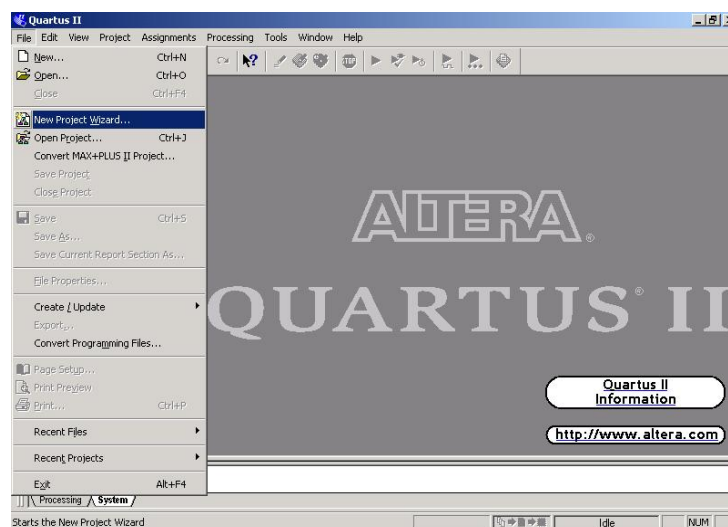 Quartus II
File Edit View Project Assignments Processing Tools Window Help
New... Ctrl+N
Open... Ctrl+O
Close Ctrl+F4
New Project Wizard...
Open Project... Ctrl+J
Convert MAX+PLUS II Project...
Save Project
Close Project
Save Ctrl+S
Save As...
Save Current Report Section As...
File Properties...
Create / Update
Export...
Convert Programming Files...
Page Setup...
Print Preview
Print... Ctrl+P
Recent Files
Recent Projects
Exit Alt+F4
STOP
ALTERA®
QUARTUS® II
Quartus II
Information
http://www.altera.com
Processing System
Starts the New Project Wizard Idle NUM